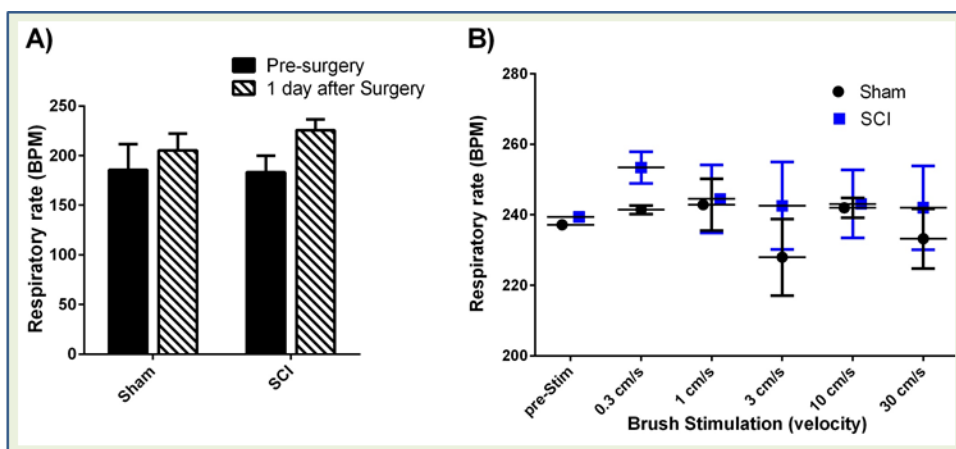 A)
Pre-surgery
1 day after Surgery
Respiratory rate (BPM)
250
200
150
100
50
0
Sham
SCI
B)
Sham
SCI
Respiratory rate (BPM)
280
260
240
220
200
pre-Stim
0.3 cm/s
1 cm/s
3 cm/s
10 cm/s
30 cm/s
Brush Stimulation (velocity)